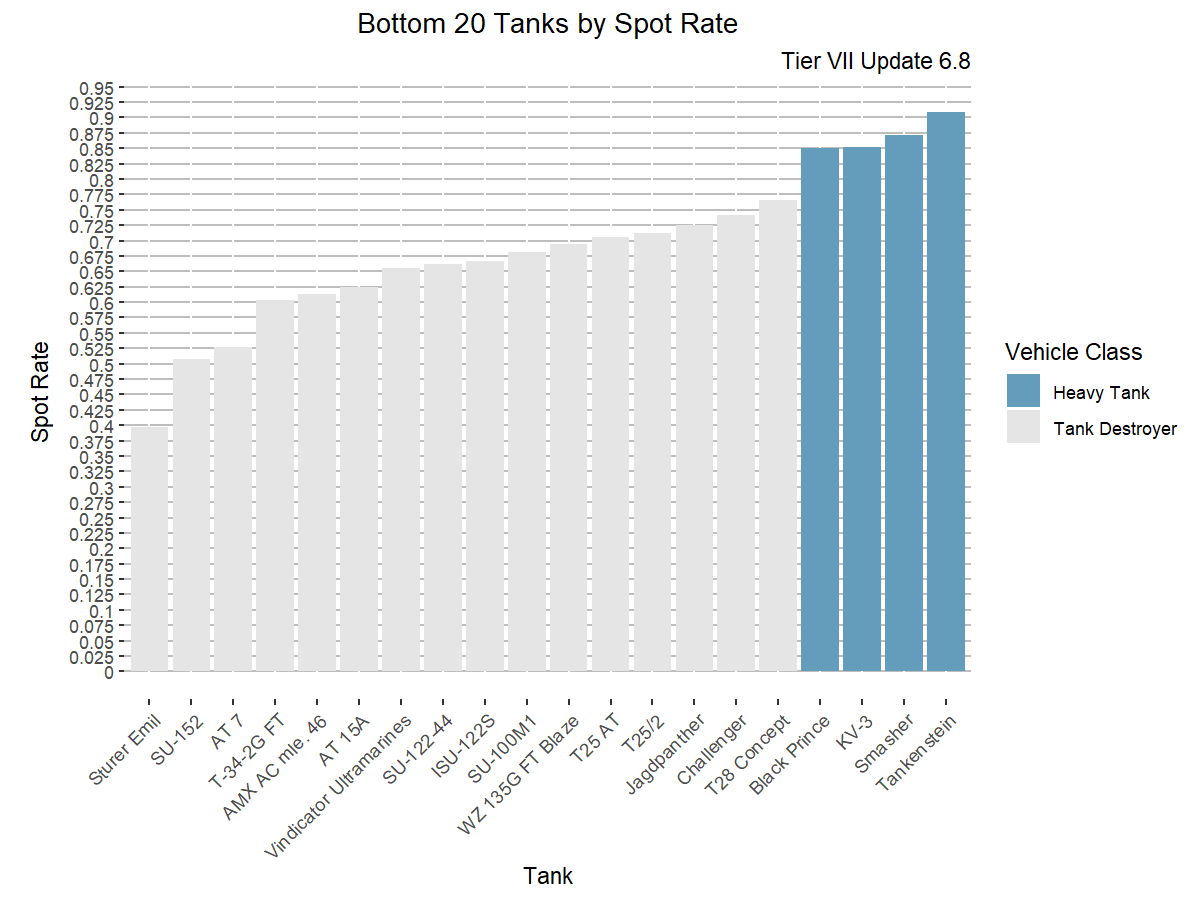 Bottom 20 Tanks by Spot Rate
Tier VII Update 6.8
0.95
0.925
0.9
0.875
0.85
0.825
0.8
0.775
0.75
0.725
0.7
0.675
0.65
0.625
0.6
0.575
0.55
0.525
0.5
0.475
0.45
0.425
0.4
0.375
0.35
0.325
0.3
0.275
0.25
0.225
0.2
0.175
0.15
0.125
0.1
0.075
0.05
0.025
0
Spot Rate
Sturer Emil
SU-152
AT 7
T-34-2G FT
AMX AC mle. 46
AT 15A
Vindicator Ultramarines
SU-122-44
ISU-122S
SU-100M1
WZ 135G FT Blaze
T25 AT
T25/2
Jagdpanther
Challenger
T28 Concept
Black Prince
KV-3
Smasher
Tankenstein
Tank
Vehicle Class
Heavy Tank
Tank Destroyer